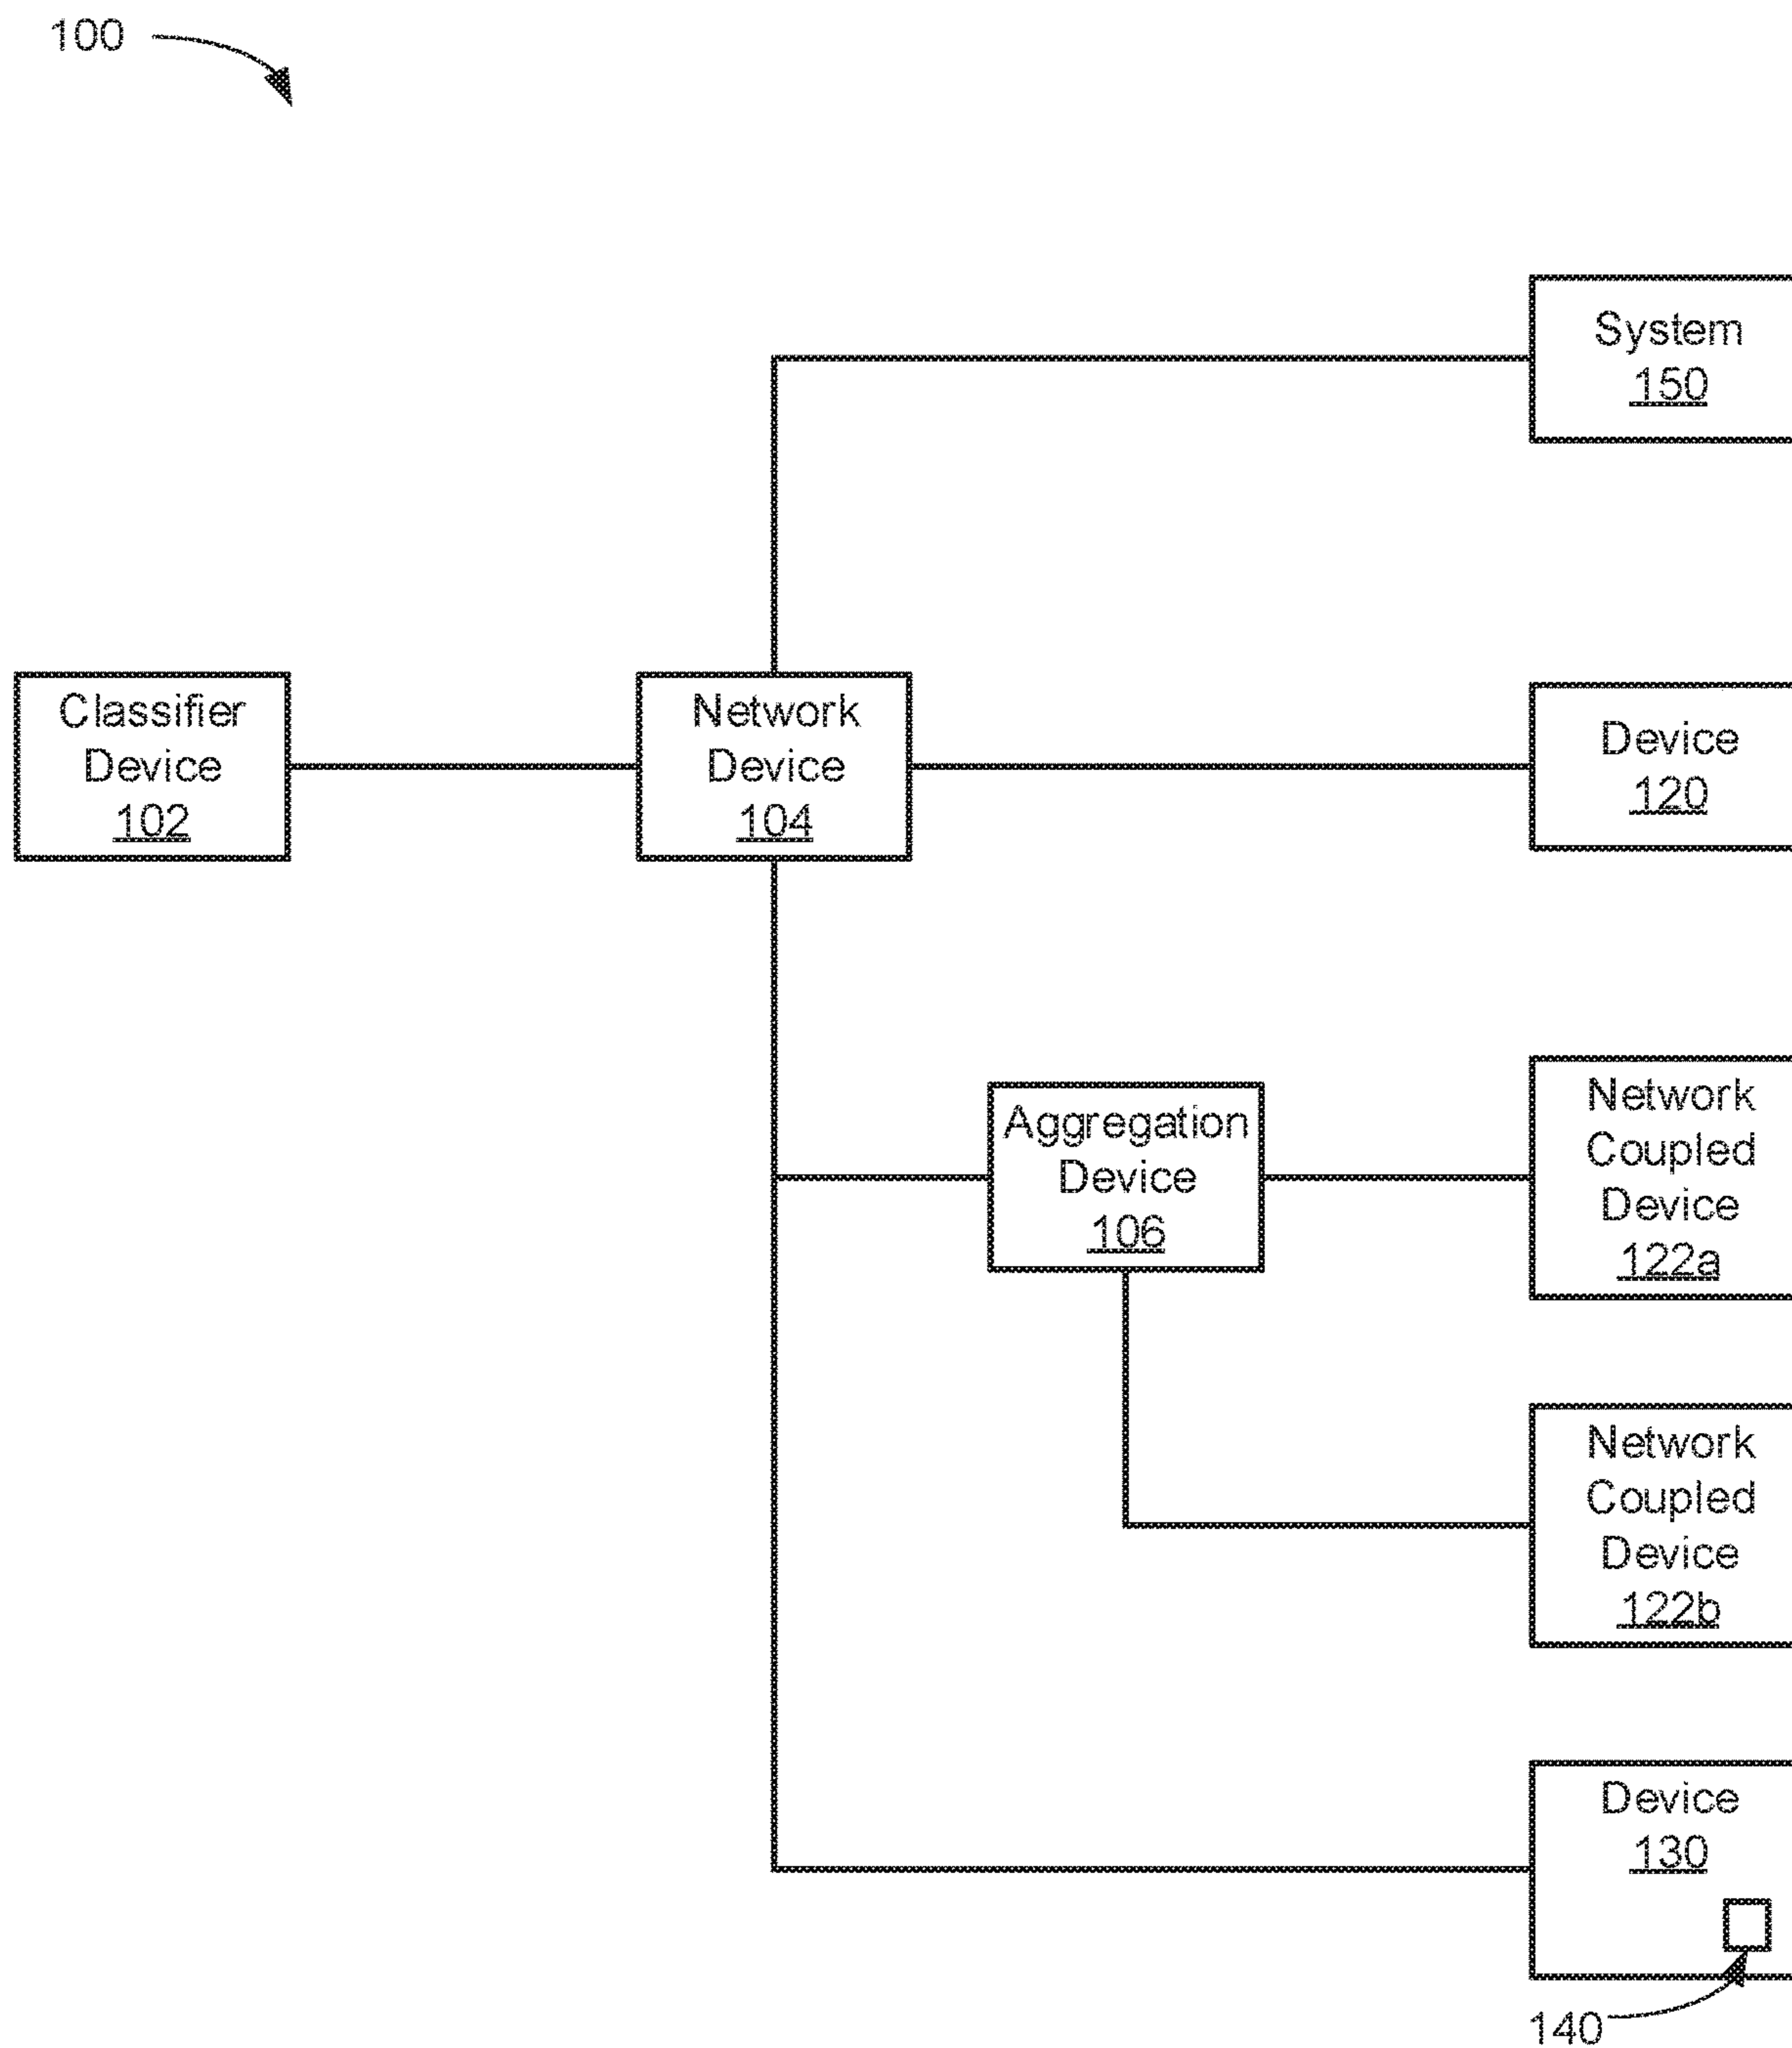 100
System
150
Classifier
Device
102
Network
Device
104
Device
120
Aggregation
Device
106
Network
Coupled
Device
122a
Network
Coupled
Device
122b
Device
130
140